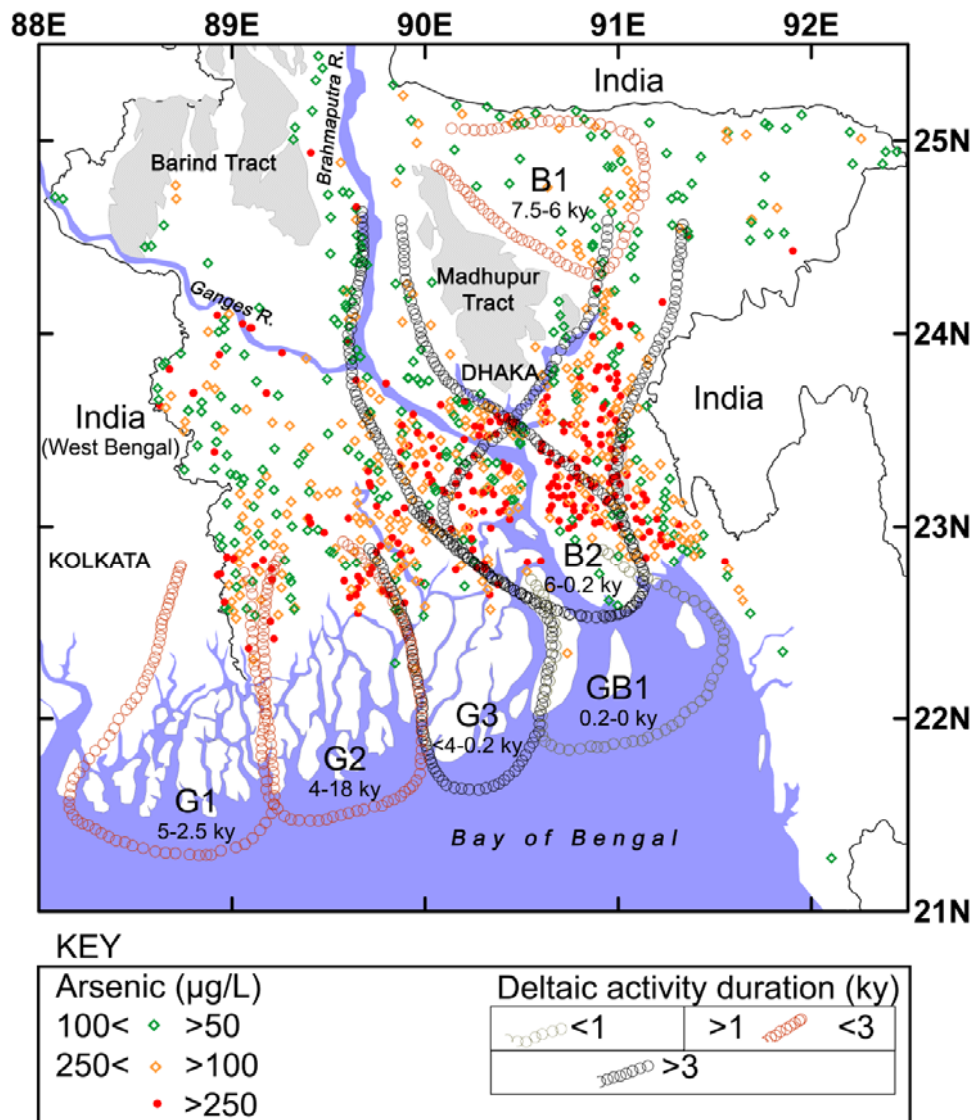 88E 89E 90E 91E 92E
India
Brahmaputra R.
25N
Barind Tract
B1
7.5-6 ky
Madhupur
Tract
Ganges R.
24N
DHAKA
India
(West Bengal)
India
23N
KOLKATA
B2
6-0.2 ky
GB1
0.2-0 ky
G3
<4-0.2 ky
22N
G2
4-18 ky
G1
5-2.5 ky
Bay of Bengal
21N
KEY
Arsenic (µg/L)
100< >50
250< >100
>250
Deltaic activity duration (ky)
<1 >1 <3
>3